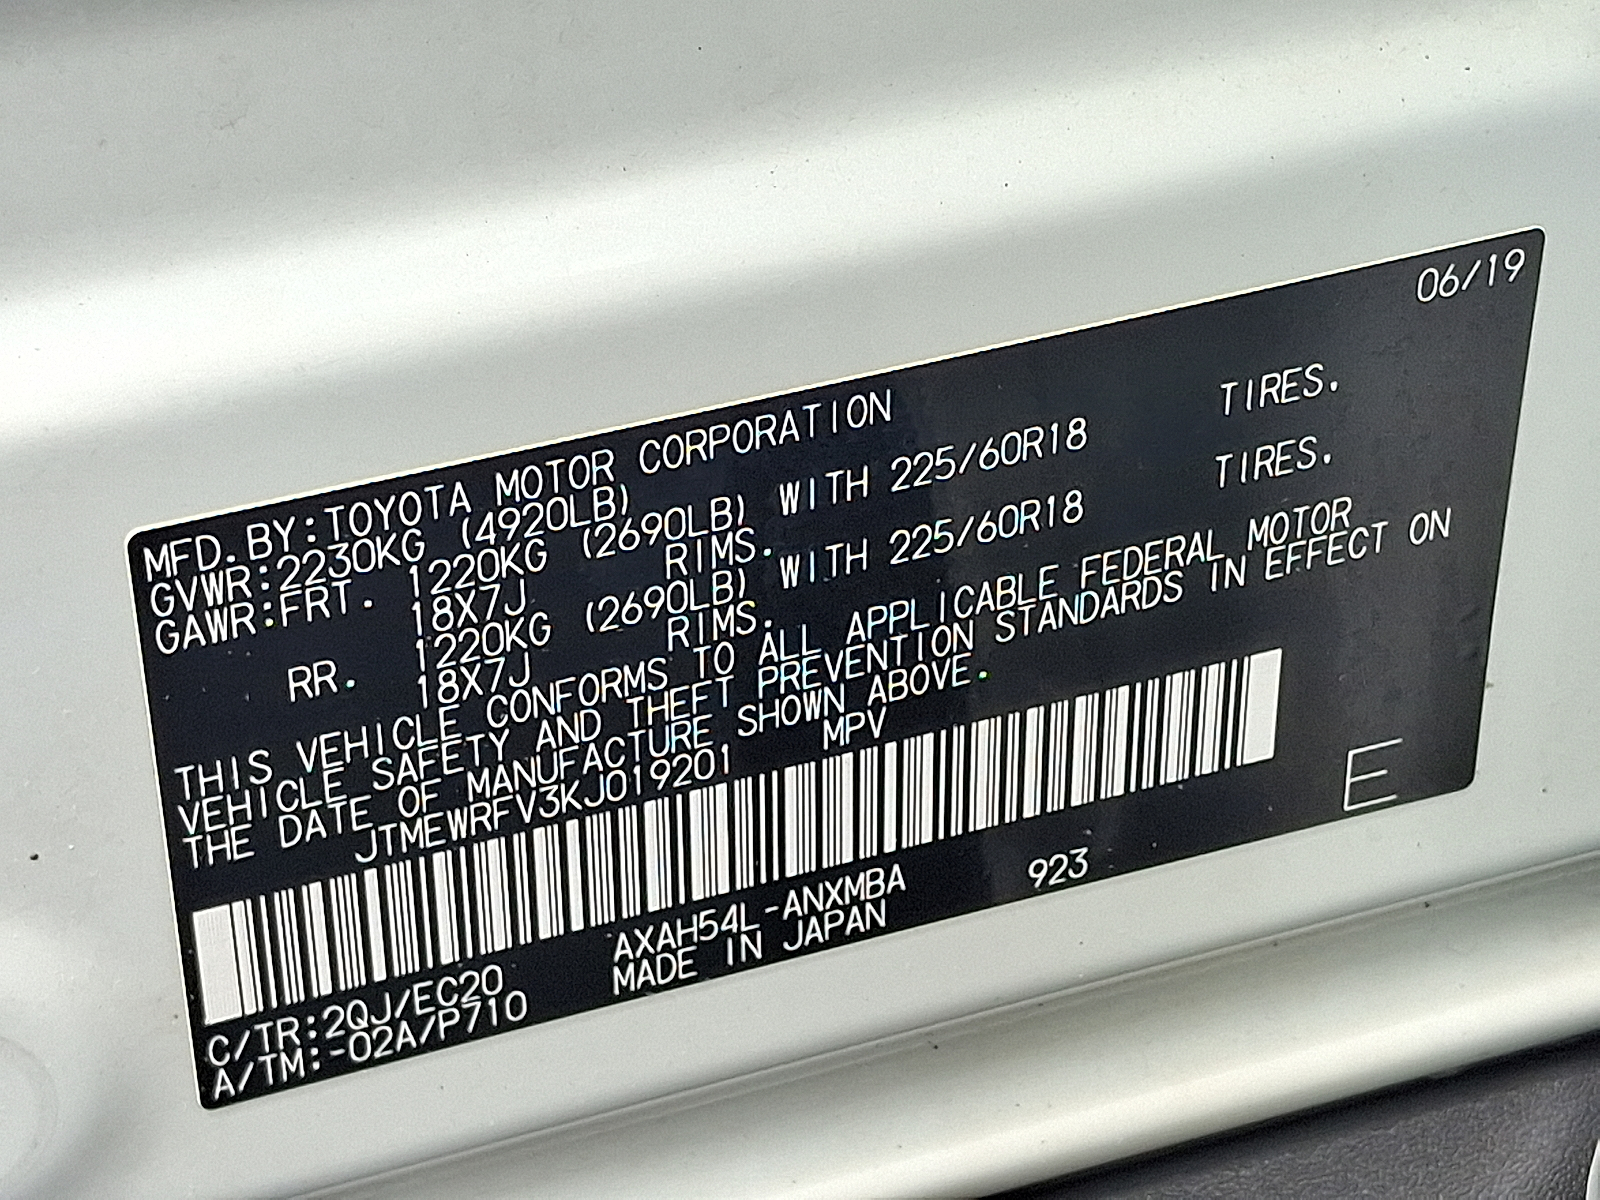 06/19
MFD.BY:TOYOTA MOTOR CORPORATION
GVWR:2230KG (4920LB)
GAWR:FRT. 1220KG (2690LB) WITH 225/60R18 TIRES.
18X7J RIMS.
RR. 1220KG (2690LB) WITH 225/60R18 TIRES.
18X7J RIMS.
THIS VEHICLE CONFORMS TO ALL APPLICABLE FEDERAL MOTOR
VEHICLE SAFETY AND THEFT PREVENTION STANDARDS IN EFFECT ON
THE DATE OF MANUFACTURE SHOWN ABOVE.
JTMEWRFV3KJ019201 MPV
E
C/TR:2QJ/EC20 AXAH54L-ANXMBA 923
A/TM:-02A/P710 MADE IN JAPAN